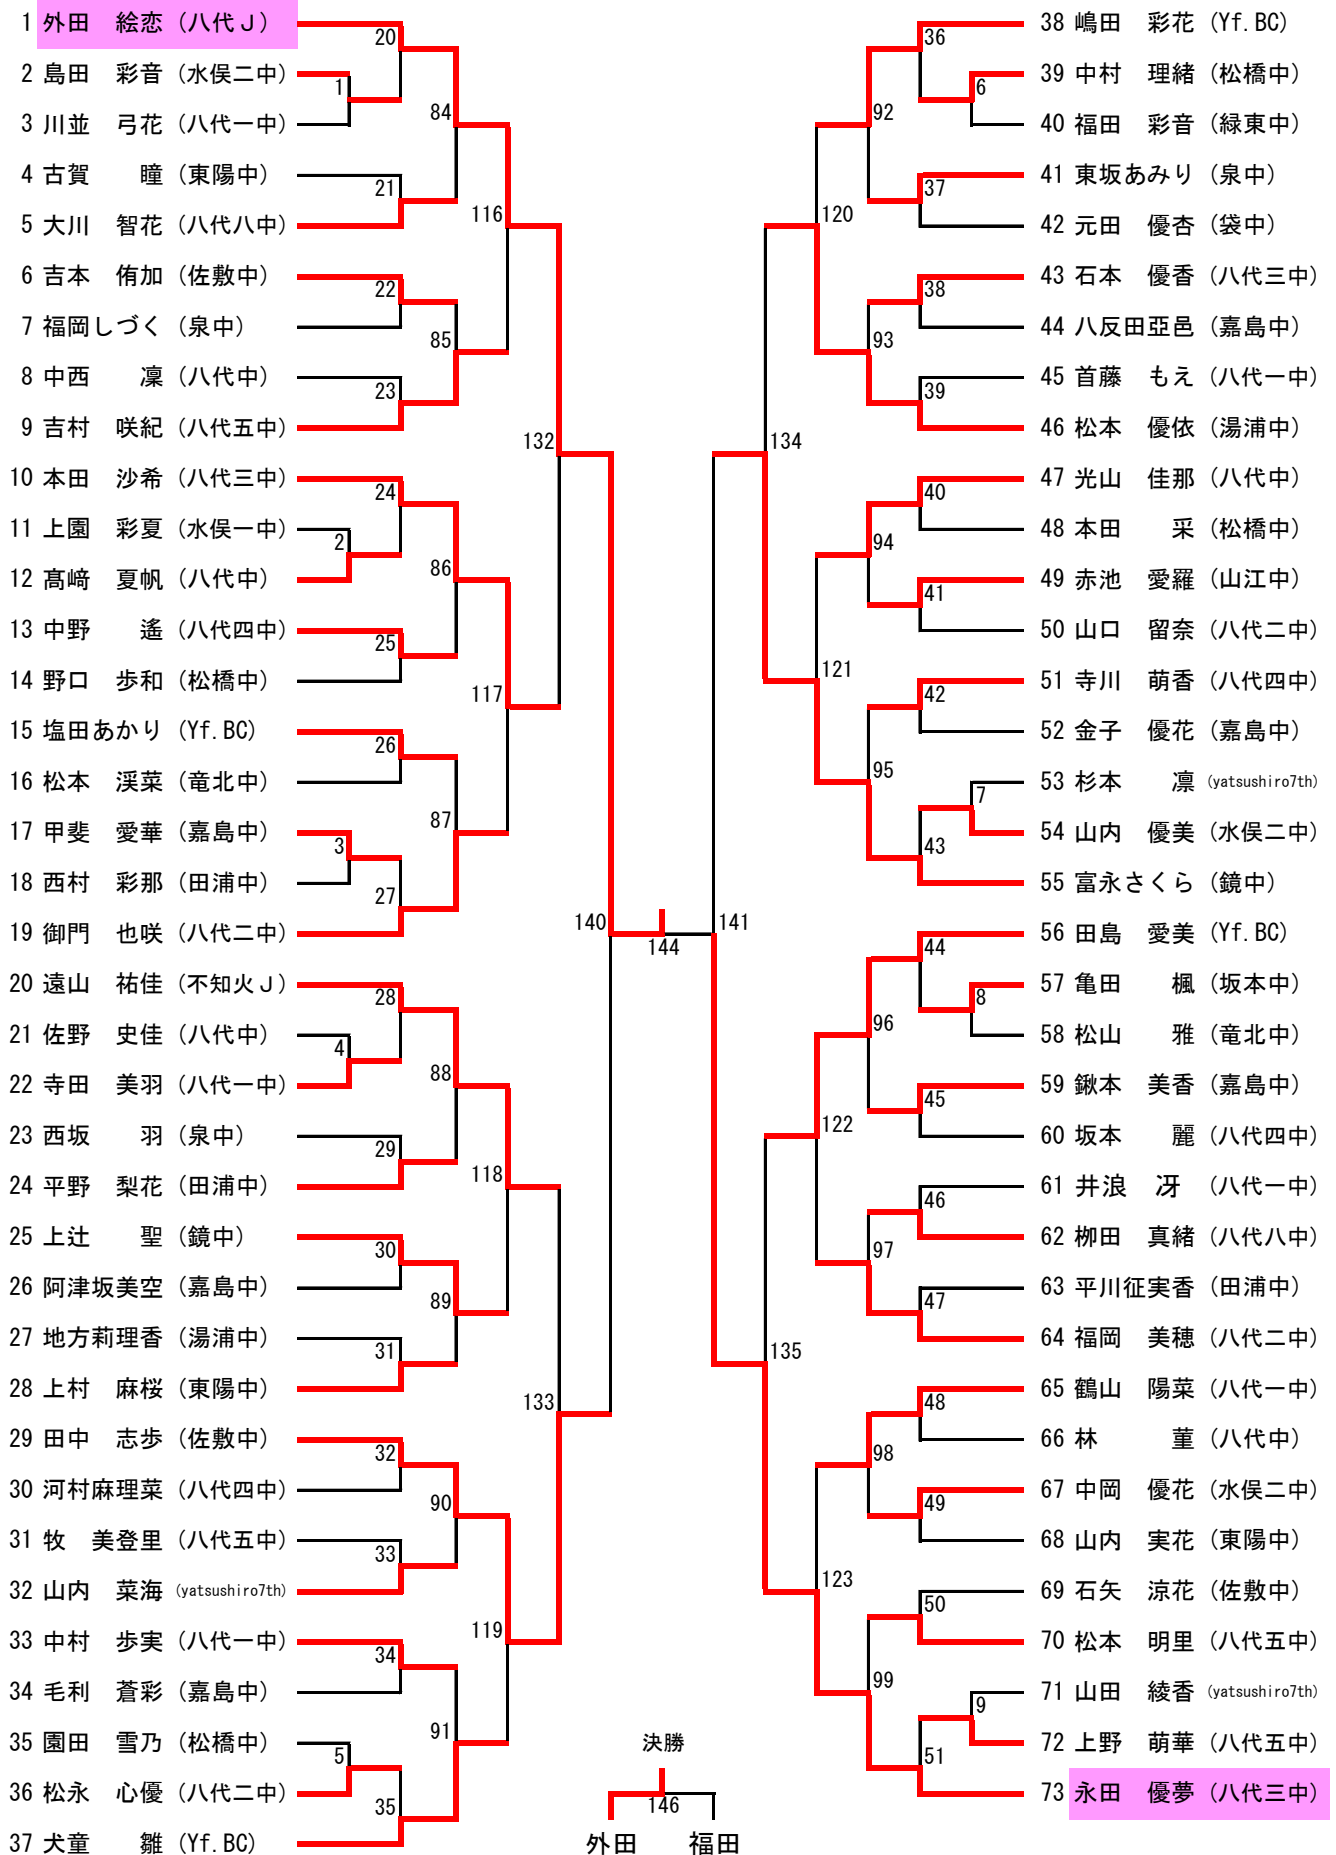 1 外田　絵恋 (八代Ｊ)
2 島田　彩音 (水俣二中)
3 川並　弓花 (八代一中)
4 古賀　　瞳 (東陽中)
5 大川　智花 (八代八中)
6 吉本　侑加 (佐敷中)
7 福岡しづく (泉中)
8 中西　　凜 (八代中)
9 吉村　咲紀 (八代五中)
10 本田　沙希 (八代三中)
11 上園　彩夏 (水俣一中)
12 髙﨑　夏帆 (八代中)
13 中野　　遙 (八代四中)
14 野口　歩和 (松橋中)
15 塩田あかり (Yf.BC)
16 松本　渓菜 (竜北中)
17 甲斐　愛華 (嘉島中)
18 西村　彩那 (田浦中)
19 御門　也咲 (八代二中)
20 遠山　祐佳 (不知火Ｊ)
21 佐野　史佳 (八代中)
22 寺田　美羽 (八代一中)
23 西坂　　羽 (泉中)
24 平野　梨花 (田浦中)
25 上辻　　聖 (鏡中)
26 阿津坂美空 (嘉島中)
27 地方莉理香 (湯浦中)
28 上村　麻桜 (東陽中)
29 田中　志歩 (佐敷中)
30 河村麻理菜 (八代四中)
31 牧　美登里 (八代五中)
32 山内　菜海 (yatsushiro7th)
33 中村　歩実 (八代一中)
34 毛利　蒼彩 (嘉島中)
35 園田　雪乃 (松橋中)
36 松永　心優 (八代二中)
37 犬童　　雛 (Yf.BC)
1
2
3
4
5
20
21
22
23
24
25
26
27
28
29
30
31
32
33
34
35
84
85
86
87
88
89
90
91
116
117
118
119
132
133
140
144
141
134
135
120
121
122
123
92
93
94
95
96
97
98
99
36
37
38
39
40
41
42
43
44
45
46
47
48
49
50
51
6
7
8
9
38 嶋田　彩花 (Yf.BC)
39 中村　理緒 (松橋中)
40 福田　彩音 (緑東中)
41 東坂あみり (泉中)
42 元田　優杏 (袋中)
43 石本　優香 (八代三中)
44 八反田亞邑 (嘉島中)
45 首藤　もえ (八代一中)
46 松本　優依 (湯浦中)
47 光山　佳那 (八代中)
48 本田　　采 (松橋中)
49 赤池　愛羅 (山江中)
50 山口　留奈 (八代二中)
51 寺川　萌香 (八代四中)
52 金子　優花 (嘉島中)
53 杉本　　凛 (yatsushiro7th)
54 山内　優美 (水俣二中)
55 富永さくら (鏡中)
56 田島　愛美 (Yf.BC)
57 亀田　　楓 (坂本中)
58 松山　　雅 (竜北中)
59 鍬本　美香 (嘉島中)
60 坂本　　麗 (八代四中)
61 井浪　冴　(八代一中)
62 栁田　真緒 (八代八中)
63 平川征実香 (田浦中)
64 福岡　美穂 (八代二中)
65 鶴山　陽菜 (八代一中)
66 林　　　菫 (八代中)
67 中岡　優花 (水俣二中)
68 山内　実花 (東陽中)
69 石矢　涼花 (佐敷中)
70 松本　明里 (八代五中)
71 山田　綾香 (yatsushiro7th)
72 上野　萌華 (八代五中)
73 永田　優夢 (八代三中)
決勝
146
外田　福田